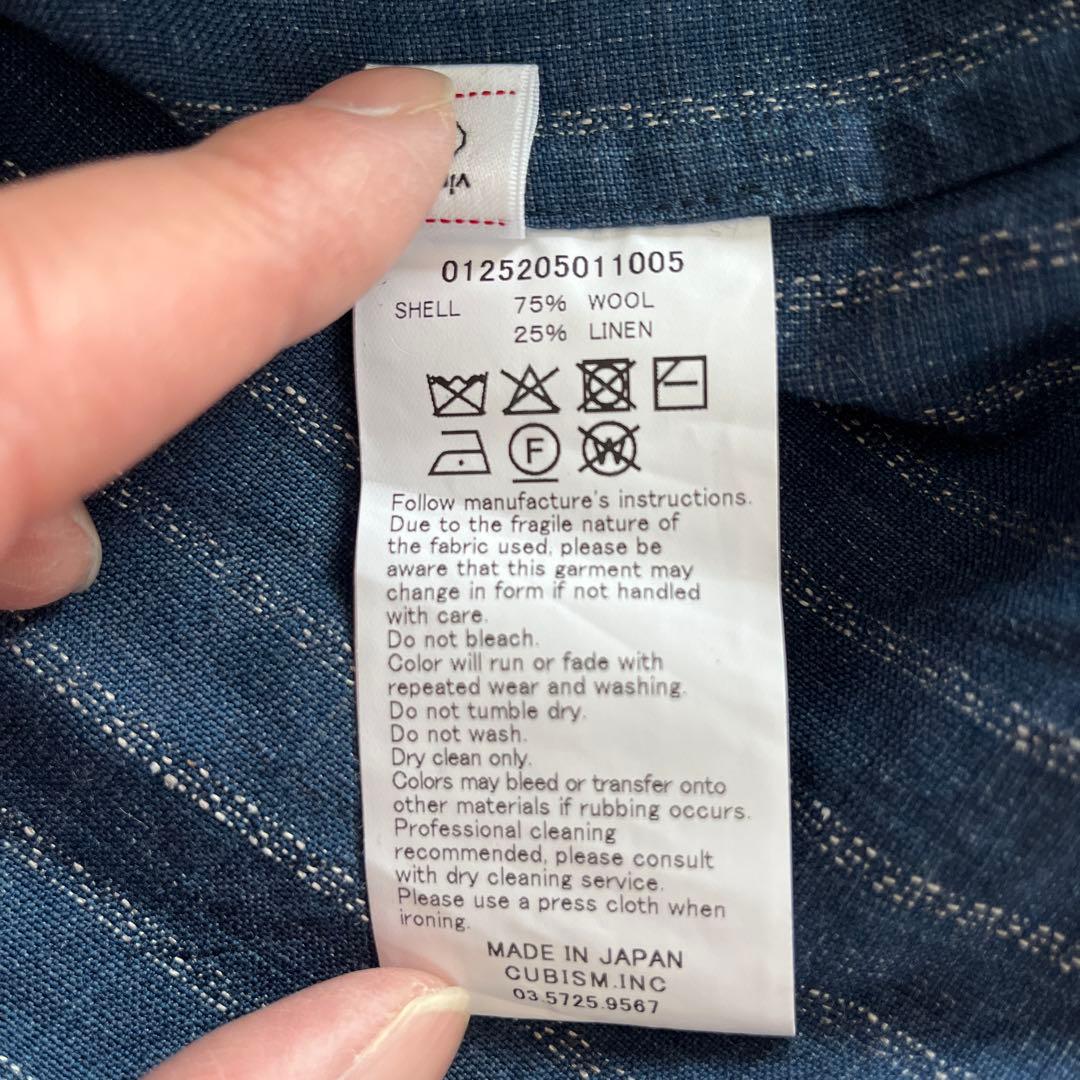 0125205011005
SHELL 75% WOOL
25% LINEN
F
W
Follow manufacture's instructions.
Due to the fragile nature of
the fabric used, please be
aware that this garment may
change in form if not handled
with care.
Do not bleach.
Color will run or fade with
repeated wear and washing.
Do not tumble dry.
Do not wash.
Dry clean only.
Colors may bleed or transfer onto
other materials if rubbing occurs.
Professional cleaning
recommended, please consult
with dry cleaning service.
Please use a press cloth when
ironing.
MADE IN JAPAN
CUBISM.INC
03.5725.9567